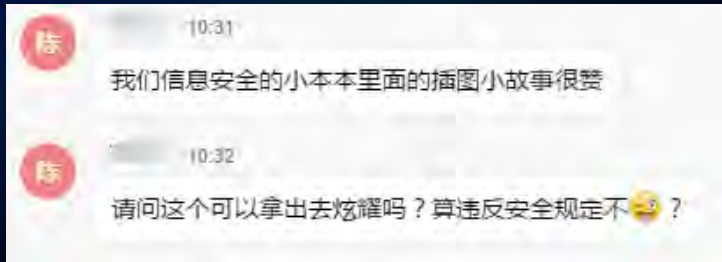 陈
10:31
我们信息安全的小本本里面的插图小故事很赞
陈
10:32
请问这个可以拿出去炫耀吗？算违反安全规定不？